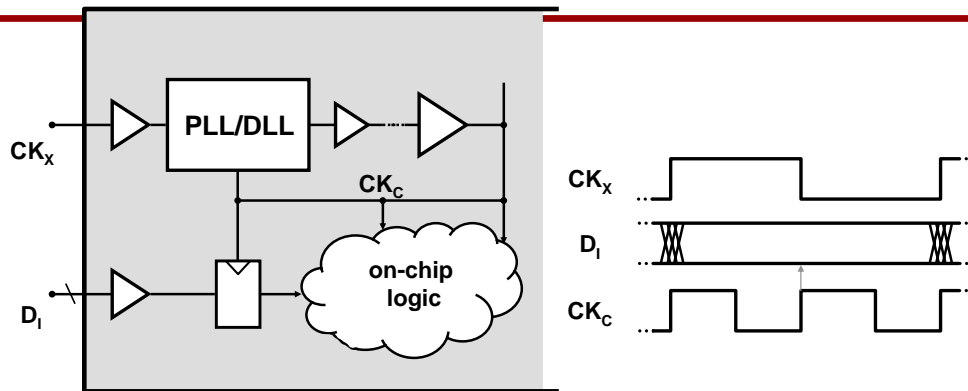 PLL/DLL
CKX
CKC
DI
on-chip
logic
CKX
DI
CKC